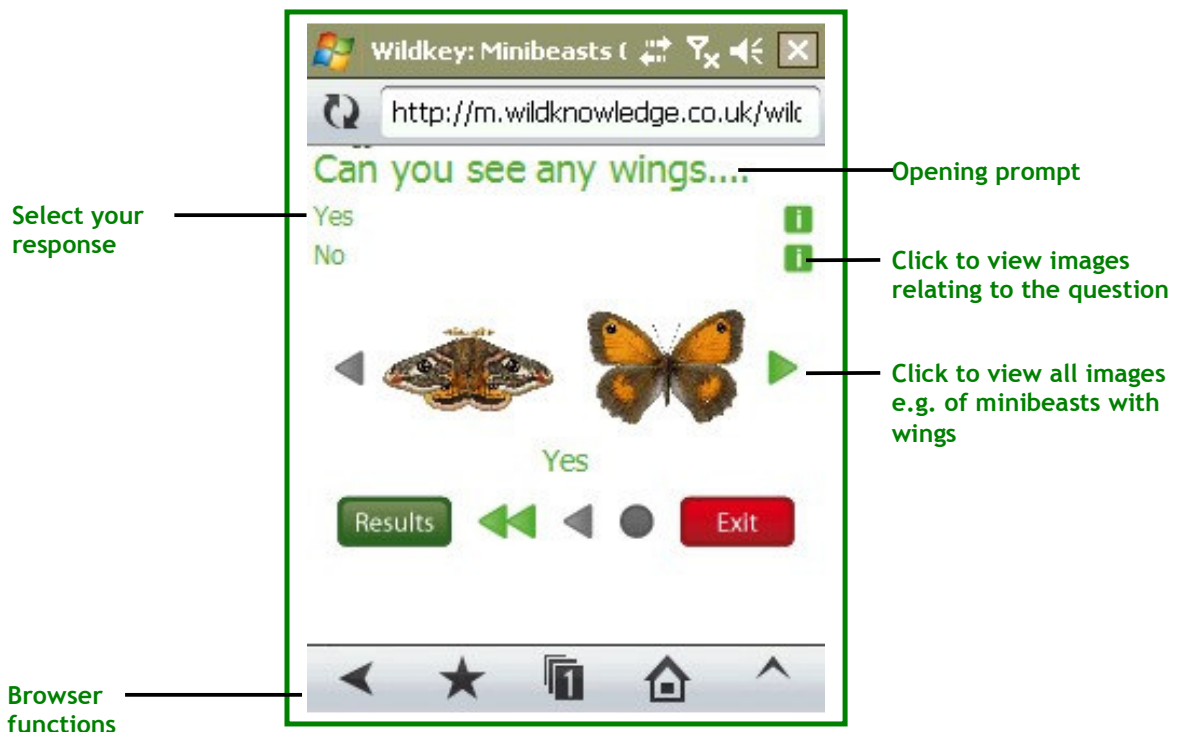 Wildkey: Minibeasts (
http://m.wildknowledge.co.uk/wild
Can you see any wings....
Opening prompt
Select your
response
Yes
i
No
i
Click to view images
relating to the question
Click to view all images
e.g. of minibeasts with
wings
Yes
Results
Exit
1
Browser
functions